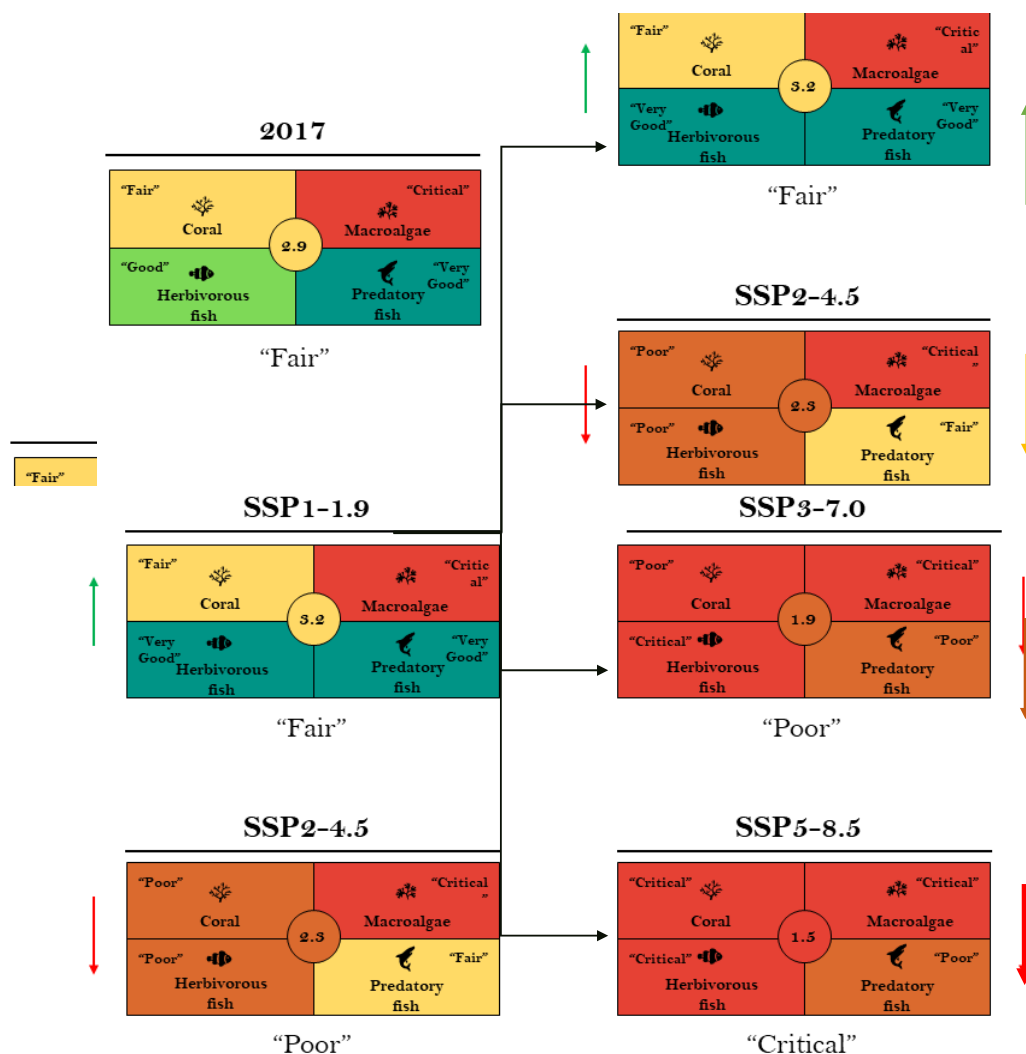 2017
“Fair”
“Critical”
Coral
Macroalgae
2.9
“Good”
“Very
Good”
Herbivorous
fish
Predatory
fish
“Fair”
“Fair”
SSP1-1.9
“Fair”
“Critic
al”
Coral
Macroalgae
3.2
“Very
Good”
“Very
Good”
Herbivorous
fish
Predatory
fish
“Fair”
SSP2-4.5
“Poor”
“Critical
”
Coral
Macroalgae
2.3
“Poor”
“Fair”
Herbivorous
fish
Predatory
fish
“Poor”
“Fair”
“Critic
al”
Coral
Macroalgae
3.2
“Very
Good”
“Very
Good”
Herbivorous
fish
Predatory
fish
“Fair”
SSP2-4.5
“Poor”
“Critical
”
Coral
Macroalgae
2.3
“Poor”
“Fair”
Herbivorous
fish
Predatory
fish
SSP3-7.0
“Poor”
“Critical”
Coral
Macroalgae
1.9
“Critical”
“Poor”
Herbivorous
fish
Predatory
fish
“Poor”
SSP5-8.5
“Critical”
“Critical”
Coral
Macroalgae
1.5
“Critical”
“Poor”
Herbivorous
fish
Predatory
fish
“Critical”